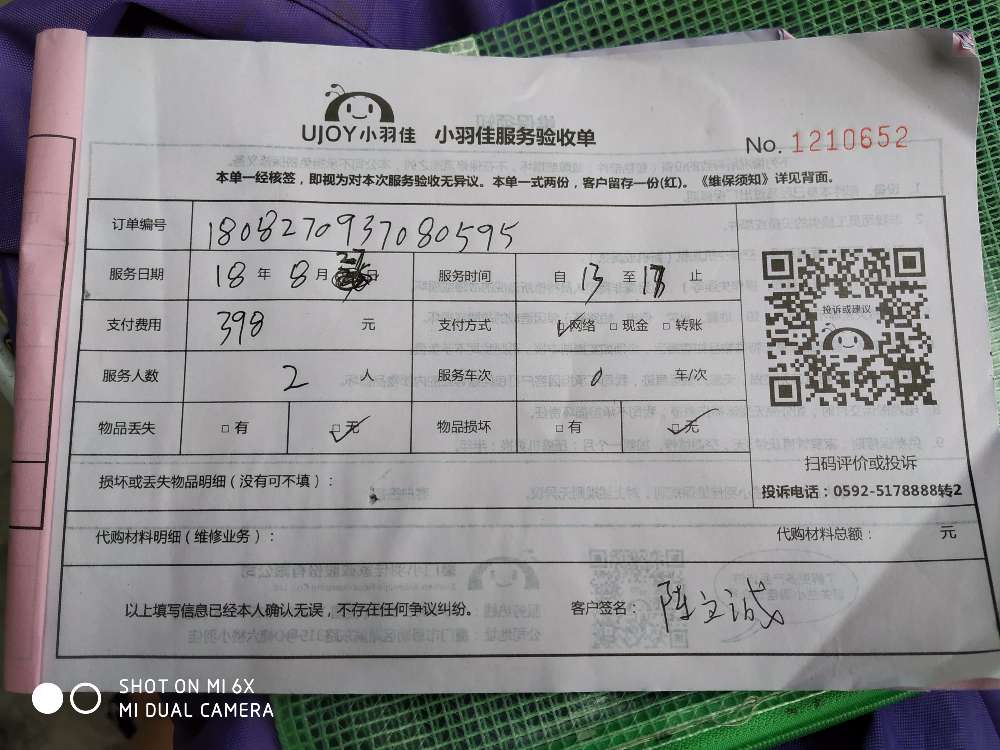 UJOY小羽佳 小羽佳服务验收单
No. 1210652
本单一经核签，即视为对本次服务验收无异议。本单一式两份，客户留存一份(红)。《维保须知》详见背面。
订单编号 1808270937080595
服务日期 18 年 8 月 27 日 服务时间 自 13 至 17 止
支付费用 398 元 支付方式 ☑网络 □现金 □转账
服务人数 2 人 服务车次 0 车/次
物品丢失 □有 ☑无 物品损坏 □有 ☑无
投诉或建议
扫码评价或投诉
投诉电话：0592-5178888转2
损坏或丢失物品明细（没有可不填）：
代购材料明细（维修业务）： 代购材料总额： 元
以上填写信息已经本人确认无误，不存在任何争议纠纷。 客户签名： 陈立诚
SHOT ON MI 6X
MI DUAL CAMERA